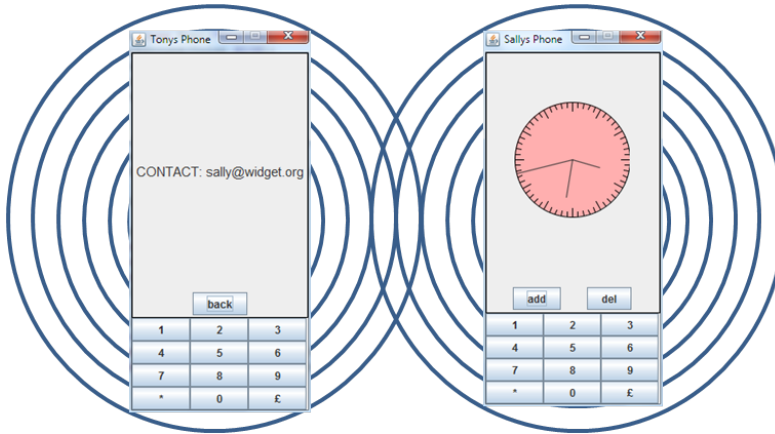 Tonys Phone
CONTACT: sally@widget.org
back
1 2 3
4 5 6
7 8 9
* 0 £
Sallys Phone
add del
1 2 3
4 5 6
7 8 9
* 0 £